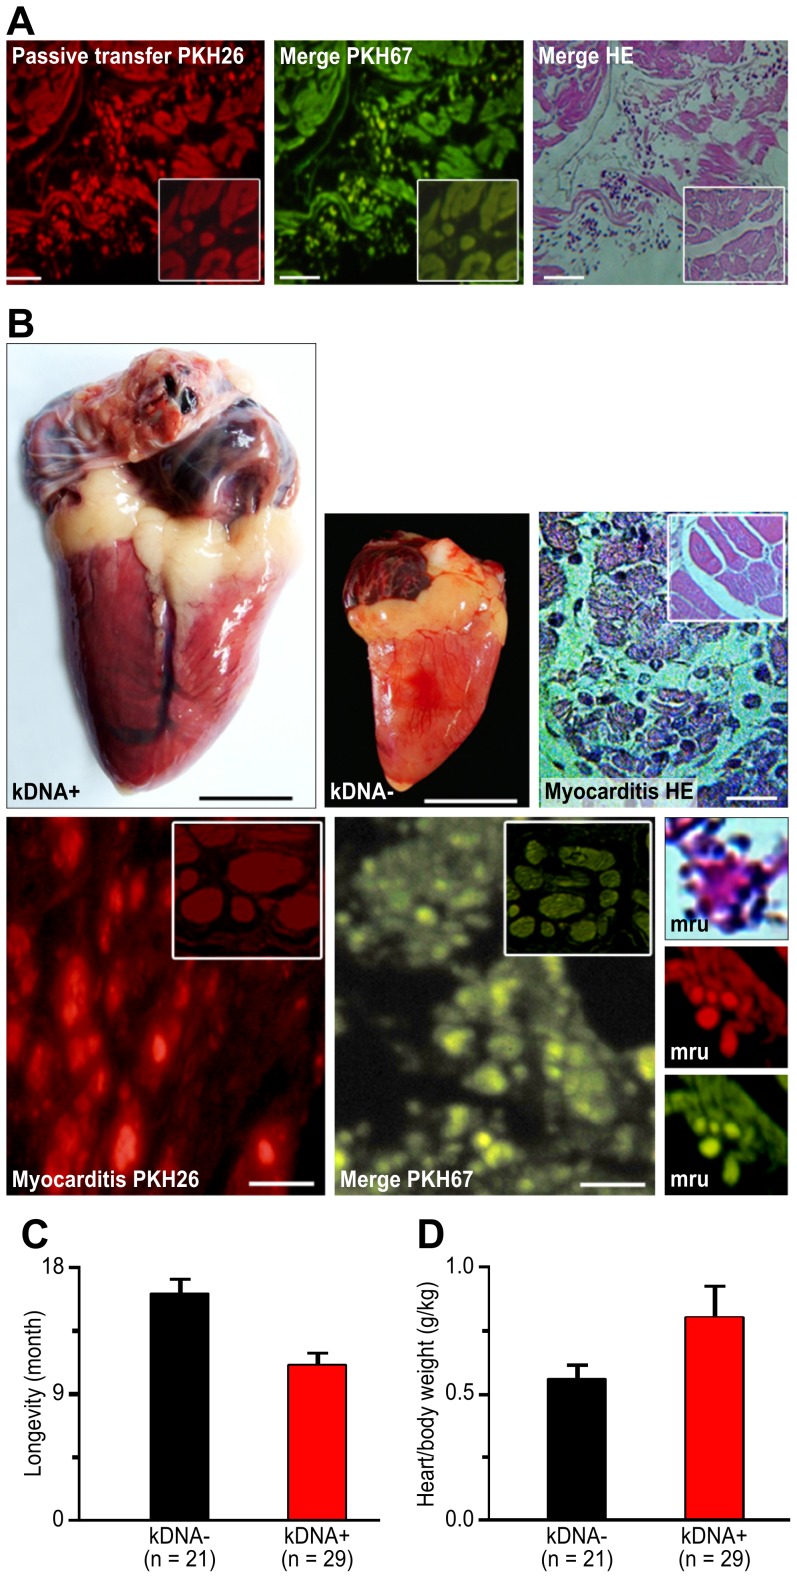 A
Passive transfer PKH26
Merge PKH67
Merge HE
B
kDNA+
kDNA-
Myocarditis HE
Myocarditis PKH26
Merge PKH67
mru
mru
mru
C
18
9
0
Longevity (month)
kDNA-
(n = 21)
kDNA+
(n = 29)
D
1.0
0.5
0.0
Heart/body weight (g/kg)
kDNA-
(n = 21)
kDNA+
(n = 29)